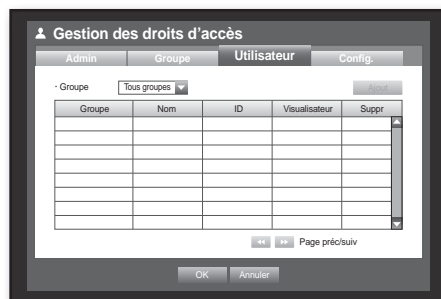 Gestion des droits d'accès
Admin Groupe Utilisateur Config.
· Groupe Tous groupes Ajout
Groupe Nom ID Visualisateur Suppr
Page préc/suiv
OK Annuler